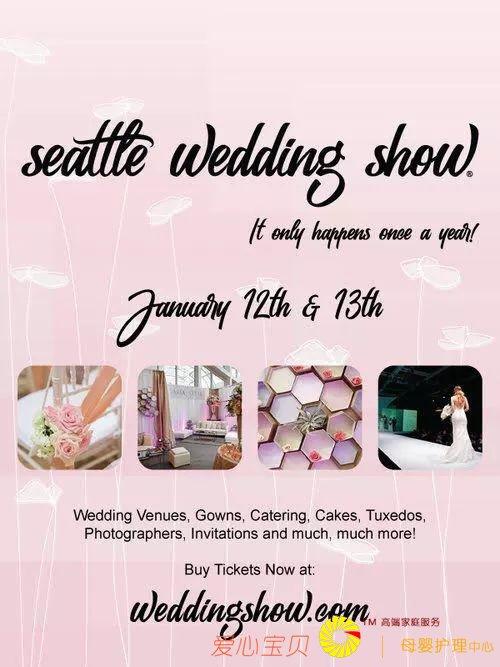 seattle wedding show®
It only happens once a year!
January 12th & 13th
Wedding Venues, Gowns, Catering, Cakes, Tuxedos,
Photographers, Invitations and much, much more!
Buy Tickets Now at:
weddingshow.com
TM 高端家庭服务
爱心宝贝 | 母婴护理中心